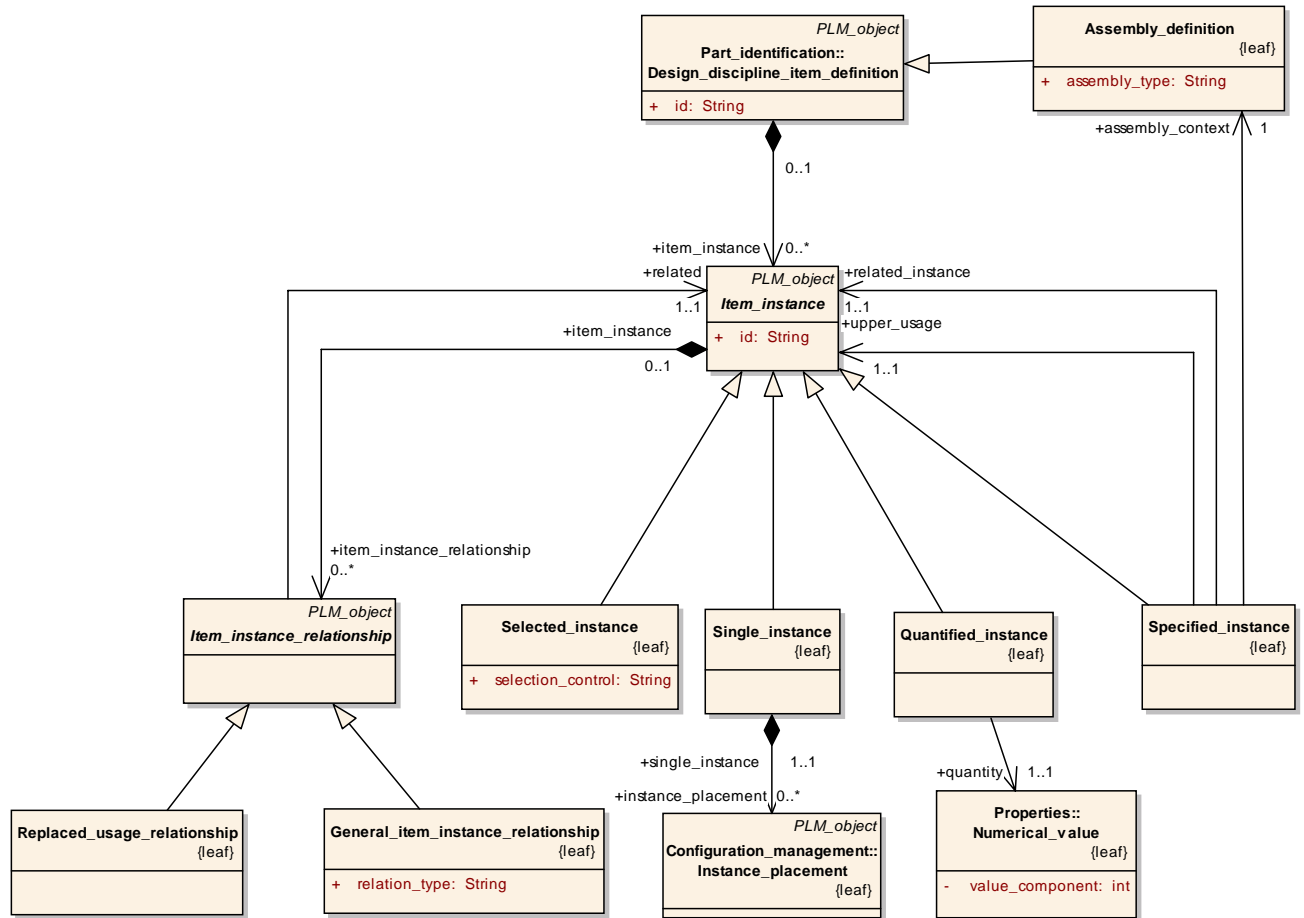 PLM_object
Part_identification::
Design_discipline_item_definition
+ id: String
Assembly_definition
{leaf}
+ assembly_type: String
+assembly_context
1
0..1
+item_instance
0..*
+related
1..1
PLM_object
Item_instance
+ id: String
+related_instance
1..1
+upper_usage
1..1
+item_instance
0..1
+item_instance_relationship
0..*
PLM_object
Item_instance_relationship
Selected_instance
{leaf}
+ selection_control: String
Single_instance
{leaf}
Quantified_instance
{leaf}
Specified_instance
{leaf}
+single_instance
1..1
+instance_placement
0..*
+quantity
1..1
Replaced_usage_relationship
{leaf}
General_item_instance_relationship
{leaf}
+ relation_type: String
PLM_object
Configuration_management::
Instance_placement
{leaf}
Properties::
Numerical_value
{leaf}
- value_component: int